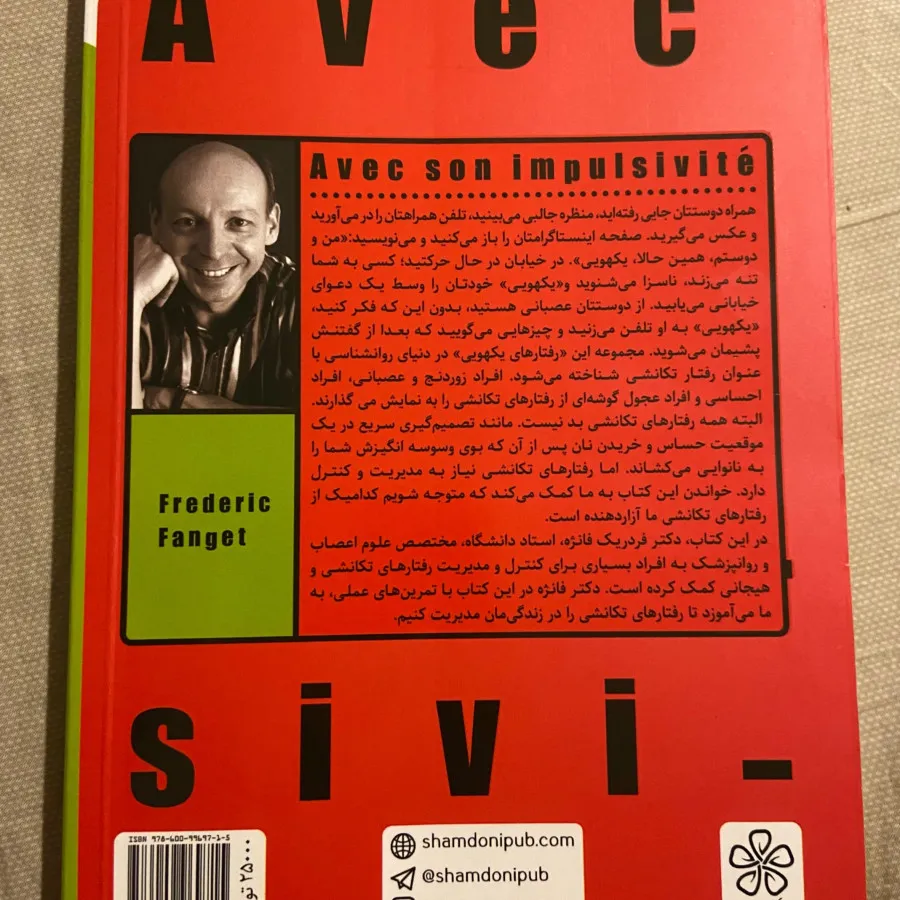 Avec
Avec son impulsivité
همراه دوستتان جایی رفته‌اید، منظره جالبی می‌بینید، تلفن همراهتان را در می‌آورید
و عکس می‌گیرید. صفحه اینستاگرامتان را باز می‌کنید و می‌نویسید:«من و
دوستم، همین حالا، یکهویی». در خیابان در حال حرکتید؛ کسی به شما
تنه می‌زند، ناسزا می‌شنوید و«یکهویی» خودتان را وسط یک دعوای
خیابانی می‌یابید. از دوستتان عصبانی هستید، بدون این که فکر کنید،
«یکهویی» به او تلفن می‌زنید و چیزهایی می‌گویید که بعدا از گفتنش
پشیمان می‌شوید. مجموعه این «رفتارهای یکهویی» در دنیای روانشناسی با
عنوان رفتار تکانشی شناخته می‌شود. افراد زودرنج و عصبانی، افراد
احساسی و افراد عجول گوشه‌ای از رفتارهای تکانشی را به نمایش می گذارند.
البته همه رفتارهای تکانشی بد نیست. مانند تصمیم‌گیری سریع در یک
موقعیت حساس و خریدن نان پس از آن که بوی وسوسه انگیزش شما را
به نانوایی می‌کشاند. اما رفتارهای تکانشی نیاز به مدیریت و کنترل
دارد. خواندن این کتاب به ما کمک می‌کند که متوجه شویم کدامیک از
رفتارهای تکانشی ما آزاردهنده است.
در این کتاب، دکتر فردریک فانژه، استاد دانشگاه، مختصص علوم اعصاب
و روانپزشک به افراد بسیاری برای کنترل و مدیریت رفتارهای تکانشی و
هیجانی کمک کرده است. دکتر فانژه در این کتاب با تمرین‌های عملی، به
ما می‌آموزد تا رفتارهای تکانشی را در زندگی‌مان مدیریت کنیم.
Frederic
Fanget
sivi-
ISBN 978-600-99697-1-5
۲۵۰۰۰
shamdonipub.com
@shamdonipub